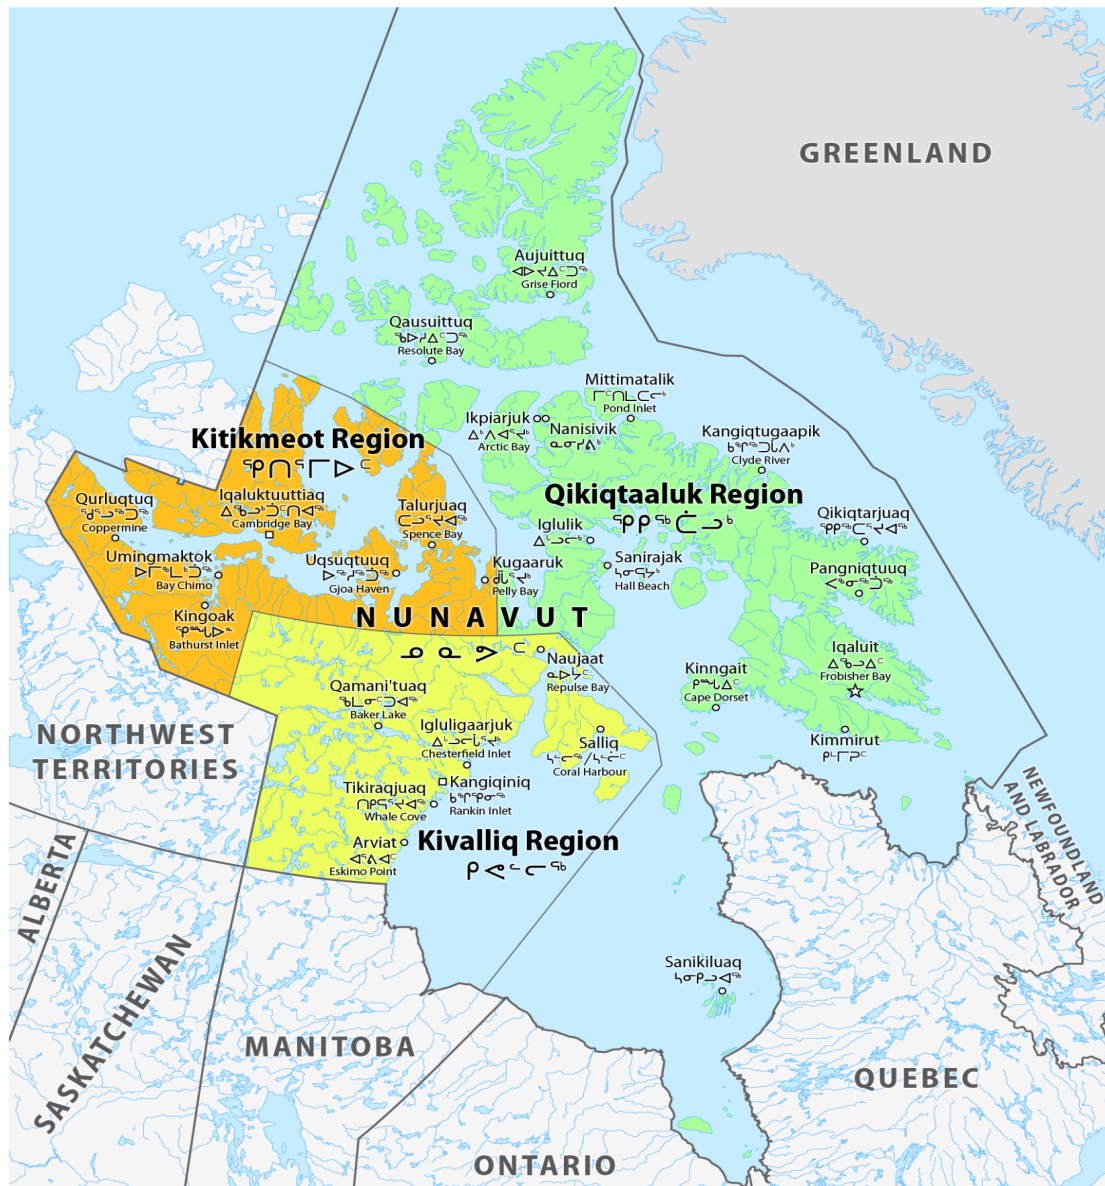 GREENLAND
Aujuittuq
ᐊᐅᔪᐃᑦᑐᖅ
Grise Fiord
Qausuittuq
ᖃᐅᓱᐃᑦᑐᖅ
Resolute Bay
Mittimatalik
ᒥᑦᑎᒪᑕᓕᒃ
Pond Inlet
Ikpiarjuk
ᐃᒃᐱᐊᕐᔪᒃ
Arctic Bay
Nanisivik
ᓇᓂᓯᕕᒃ
Kangiqtugaapik
ᑲᖏᖅᑐᒑᐱᒃ
Clyde River
Kitikmeot Region
ᕿᑎᕐᒥᐅᑦ
Qikiqtaaluk Region
ᕿᑭᖅᑖᓗᒃ
Qurluqtuq
ᖁᕐᓗᖅᑐᖅ
Coppermine
Iqaluktuuttiaq
ᐃᖃᓗᒃᑑᑦᑎᐊᖅ
Cambridge Bay
Talurjuaq
ᑕᓗᕐᔪᐊᖅ
Spence Bay
Iglulik
ᐃᒡᓗᓕᒃ
Qikiqtarjuaq
ᕿᑭᖅᑕᕐᔪᐊᖅ
Umingmaktok
ᐅᒥᖕᒪᒃᑑᖅ
Bay Chimo
Uqsuqtuuq
ᐅᖅᓱᖅᑑᖅ
Gjoa Haven
Kugaaruk
ᑰᒑᕐᔪᒃ
Pelly Bay
Sanirajak
ᓴᓂᕋᔭᒃ
Hall Beach
Pangniqtuuq
ᐸᖕᓂᖅᑑᖅ
Kingoak
ᕿᙵᐅᓐ
Bathurst Inlet
NUNAVUT
ᓄᓇᕗᑦ
Naujaat
ᓇᐅᔮᑦ
Repulse Bay
Iqaluit
ᐃᖃᓗᐃᑦ
Frobisher Bay
Kinngait
ᑭᙵᐃᑦ
Cape Dorset
Qamani'tuaq
ᖃᒪᓂᑦᑐᐊᖅ
Baker Lake
Igluligaarjuk
ᐃᒡᓗᓕᒑᕐᔪᒃ
Chesterfield Inlet
Salliq
ᓴᓪᓕᖅ/ᓴᓪᓖᑦ
Coral Harbour
Kimmirut
ᑭᒻᒥᕈᑦ
NORTHWEST
TERRITORIES
Kangiqiniq
ᑲᖏᕿᓂᖅ
Rankin Inlet
Tikiraqjuaq
ᑎᑭᕋᕐᔪᐊᖅ
Whale Cove
Arviat
ᐊᕐᕕᐊᑦ
Eskimo Point
Kivalliq Region
ᑭᕙᓪᓕᖅ
NEWFOUNDLAND
AND LABRADOR
ALBERTA
SASKATCHEWAN
Sanikiluaq
ᓴᓂᑭᓗᐊᖅ
MANITOBA
QUEBEC
ONTARIO